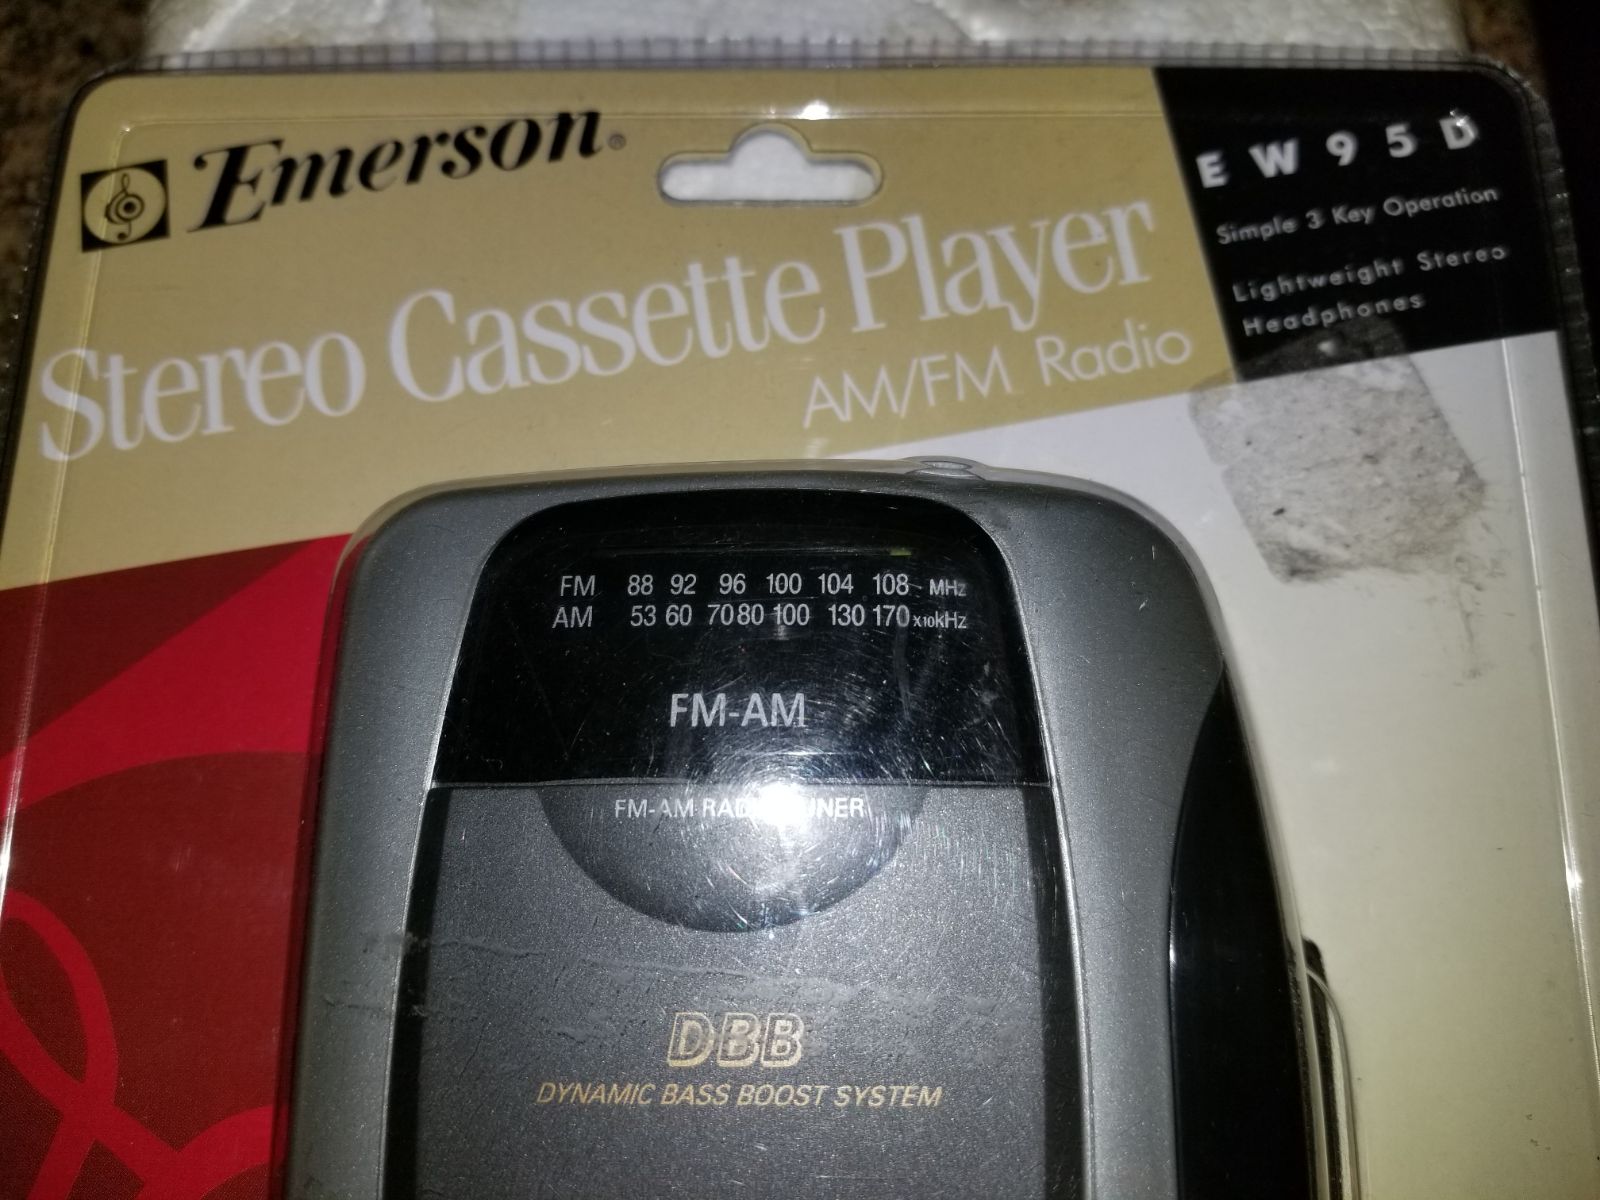 Emerson®
EW95D
Simple 3 Key Operation
Lightweight Stereo
Headphones
Stereo Cassette Player
AM/FM Radio
FM 88 92 96 100 104 108 MHz
AM 53 60 70 80 100 130 170 x10kHz
FM-AM
FM-AM
DBB
DYNAMIC BASS BOOST SYSTEM